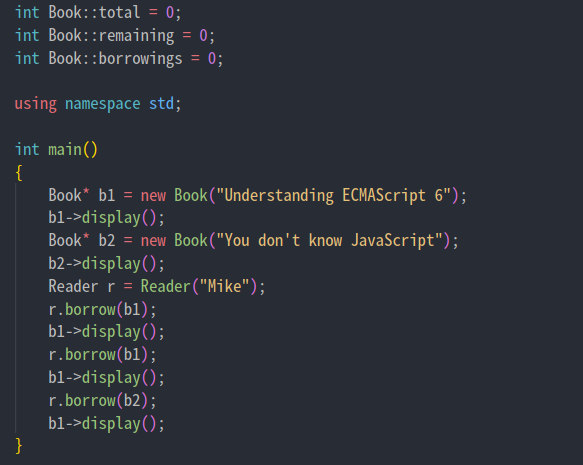 int Book::total = 0;
int Book::remaining = 0;
int Book::borrowings = 0;

using namespace std;

int main()
{
    Book* b1 = new Book("Understanding ECMAScript 6");
    b1->display();
    Book* b2 = new Book("You don't know JavaScript");
    b2->display();
    Reader r = Reader("Mike");
    r.borrow(b1);
    b1->display();
    r.borrow(b1);
    b1->display();
    r.borrow(b2);
    b1->display();
}